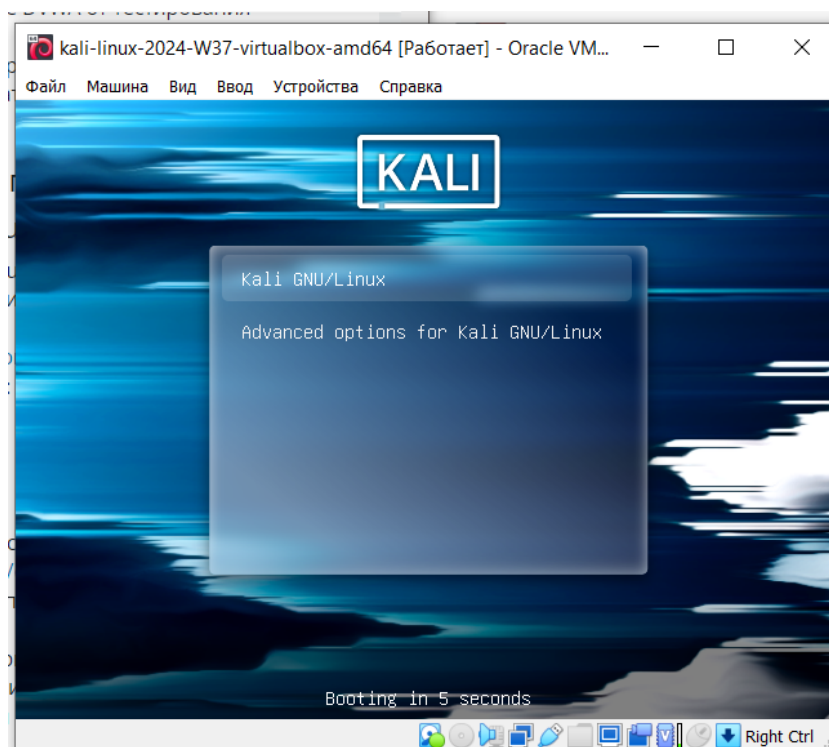 kali-linux-2024-W37-virtualbox-amd64 [Работает] - Oracle VM...
Файл Машина Вид Ввод Устройства Справка
KALI
Kali GNU/Linux
Advanced options for Kali GNU/Linux
Booting in 5 seconds
Right Ctrl